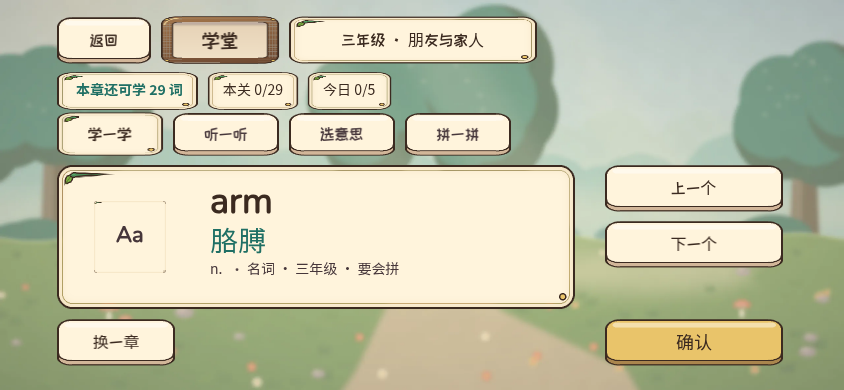 返回
学堂
三年级 · 朋友与家人
本章还可学 29 词
本关 0/29
今日 0/5
学一学
听一听
选意思
拼一拼
Aa
arm
胳膊
n. · 名词 · 三年级 · 要会拼
上一个
下一个
换一章
确认